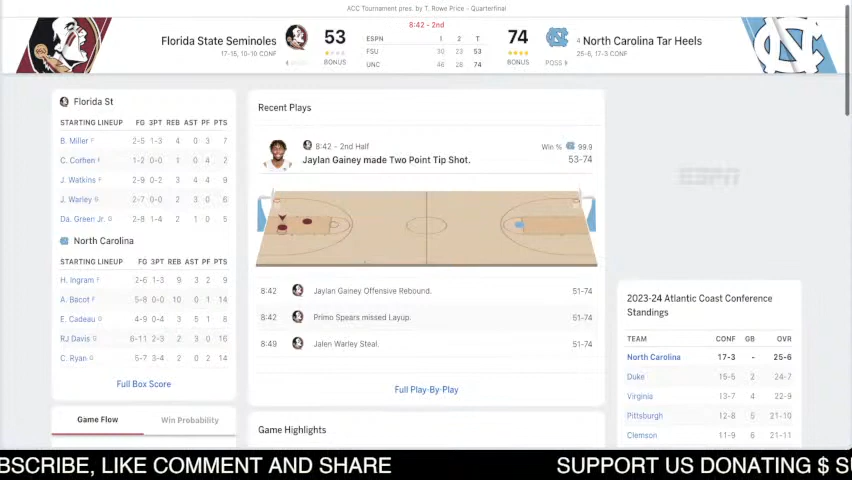 ACC Tournament pres. by T. Rowe Price - Quarterfinal
Florida State Seminoles
17-15, 10-10 CONF
53
BONUS
8:42 - 2nd
ESPN 1 2 T
FSU 30 23 53
UNC 46 28 74
74
BONUS
POSS
4 North Carolina Tar Heels
25-6, 17-3 CONF
Florida St
STARTING LINEUP FG 3PT REB AST PF PTS
B. Miller F 2-5 1-3 4 0 3 7
C. Corhen F 1-2 0-0 1 0 4 2
J. Watkins F 2-9 0-2 3 4 4 9
J. Warley G 2-7 0-0 2 3 0 6
Da. Green Jr. G 2-8 1-4 2 1 0 5
North Carolina
STARTING LINEUP FG 3PT REB AST PF PTS
H. Ingram F 2-6 1-3 9 3 2 9
A. Bacot F 5-8 0-0 10 0 1 14
E. Cadeau G 4-9 0-4 3 5 1 8
RJ Davis G 6-11 2-3 2 3 0 16
C. Ryan G 5-7 3-4 2 0 2 14
Full Box Score
Game Flow
Win Probability
Recent Plays
8:42 - 2nd Half
Win % 99.9
Jaylan Gainey made Two Point Tip Shot.
53-74
8:42 Jaylan Gainey Offensive Rebound. 51-74
8:42 Primo Spears missed Layup. 51-74
8:49 Jalen Warley Steal. 51-74
Full Play-By-Play
Game Highlights
ESPN
2023-24 Atlantic Coast Conference
Standings
TEAM CONF GB OVR
North Carolina 17-3 - 25-6
Duke 15-5 2 24-7
Virginia 13-7 4 22-9
Pittsburgh 12-8 5 21-10
Clemson 11-9 6 21-11
BSCRIBE, LIKE COMMENT AND SHARE
SUPPORT US DONATING $ SU